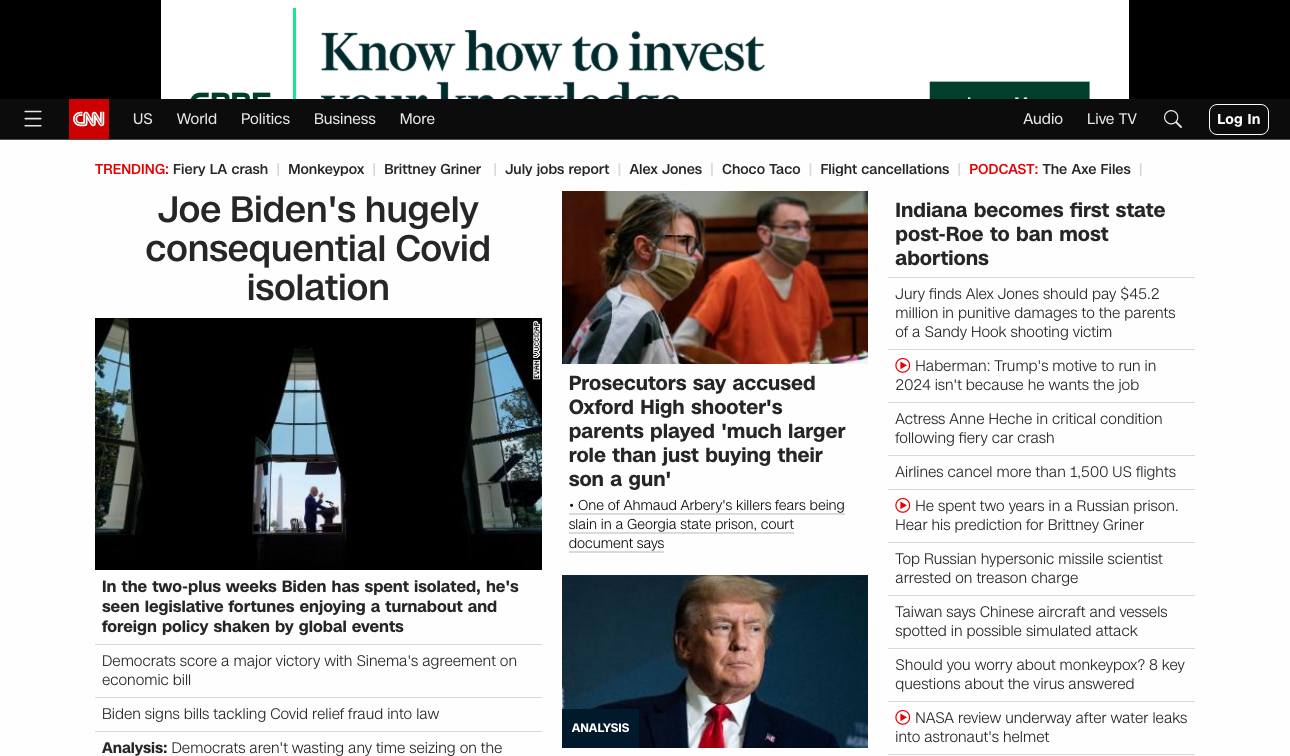 Know how to invest
your knowledge
CNN
US
World
Politics
Business
More
Audio
Live TV
Log In
TRENDING: Fiery LA crash | Monkeypox | Brittney Griner | July jobs report | Alex Jones | Choco Taco | Flight cancellations | PODCAST: The Axe Files |
Joe Biden's hugely
consequential Covid
isolation
EVAN VUCCI/AP
In the two-plus weeks Biden has spent isolated, he's
seen legislative fortunes enjoying a turnabout and
foreign policy shaken by global events
Democrats score a major victory with Sinema's agreement on
economic bill
Biden signs bills tackling Covid relief fraud into law
Analysis: Democrats aren't wasting any time seizing on the
Prosecutors say accused
Oxford High shooter's
parents played 'much larger
role than just buying their
son a gun'
• One of Ahmaud Arbery's killers fears being
slain in a Georgia state prison, court
document says
ANALYSIS
Indiana becomes first state
post-Roe to ban most
abortions
Jury finds Alex Jones should pay $45.2
million in punitive damages to the parents
of a Sandy Hook shooting victim
Haberman: Trump's motive to run in
2024 isn't because he wants the job
Actress Anne Heche in critical condition
following fiery car crash
Airlines cancel more than 1,500 US flights
He spent two years in a Russian prison.
Hear his prediction for Brittney Griner
Top Russian hypersonic missile scientist
arrested on treason charge
Taiwan says Chinese aircraft and vessels
spotted in possible simulated attack
Should you worry about monkeypox? 8 key
questions about the virus answered
NASA review underway after water leaks
into astronaut's helmet